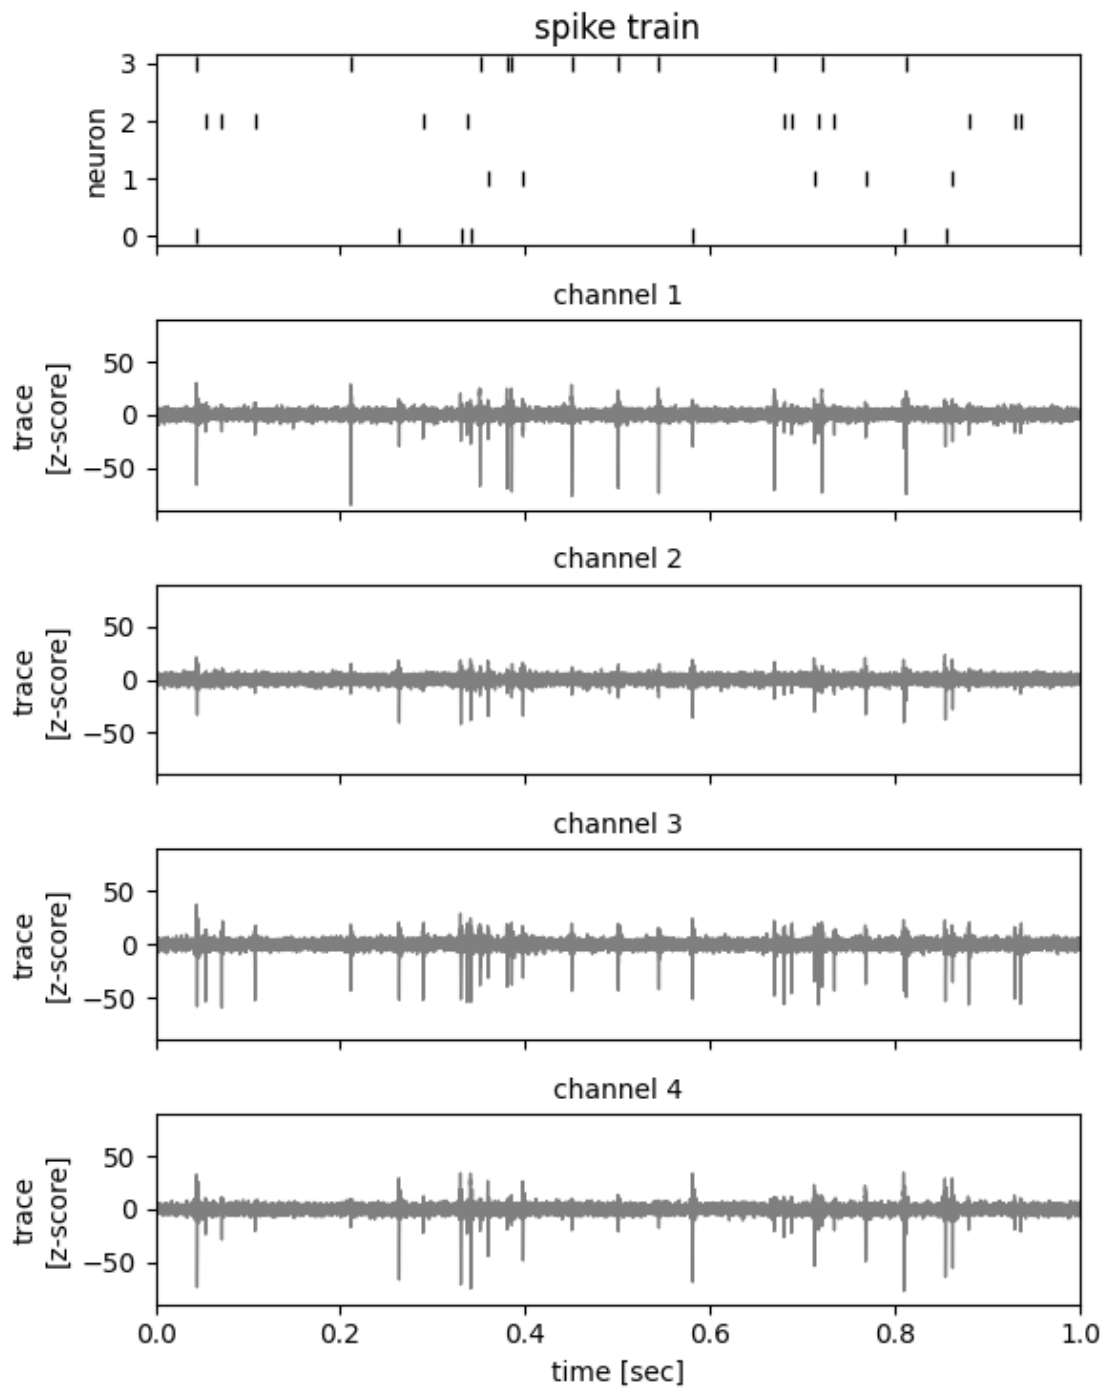 spike train
3
2
1
0
neuron
channel 1
50
0
−50
trace
[z-score]
channel 2
50
0
−50
trace
[z-score]
channel 3
50
0
−50
trace
[z-score]
channel 4
50
0
−50
trace
[z-score]
0.0 0.2 0.4 0.6 0.8 1.0
time [sec]